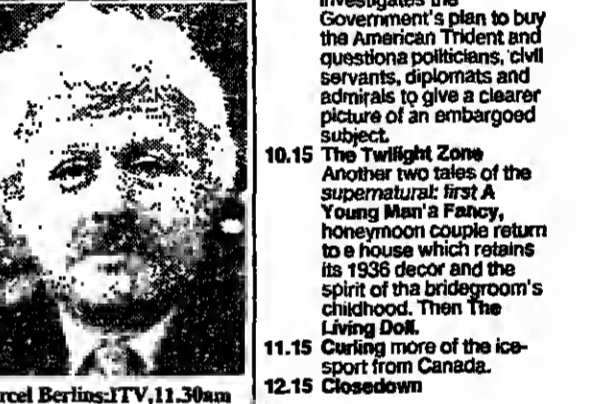 rcel Berlins:ITV,11.30am
investigates the
Government's plan to buy
the American Trident and
questiona politicians, civil
servants, diplomats and
admirals to give a clearer
picture of an embargoed
subject.
10.15 The Twilight Zone
Another two tales of the
supernatural: first A
Young Man'a Fancy,
honeymoon couple return
to e house which retains
its 1936 decor and the
spirit of tha bridegroom's
childhood. Then The
Living Doll.
11.15 Curling more of the ice-
sport from Canada.
12.15 Closedown